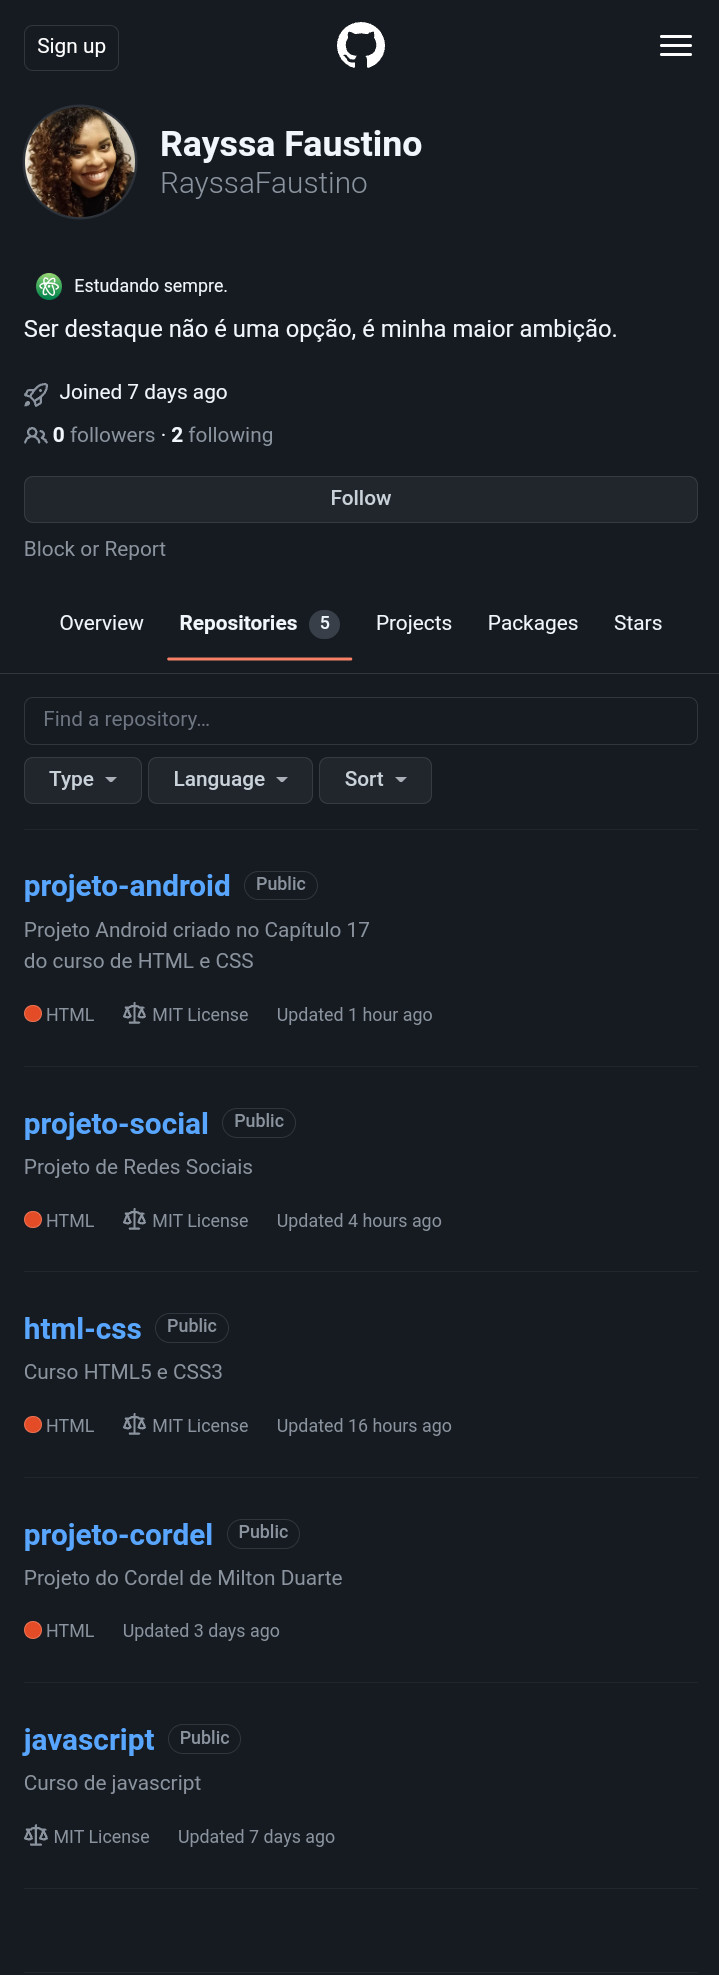 Sign up
Rayssa Faustino
RayssaFaustino
Estudando sempre.
Ser destaque não é uma opção, é minha maior ambição.
Joined 7 days ago
0 followers · 2 following
Follow
Block or Report
Overview Repositories 5 Projects Packages Stars
Find a repository...
Type Language Sort
projeto-android Public
Projeto Android criado no Capítulo 17
do curso de HTML e CSS
HTML MIT License Updated 1 hour ago
projeto-social Public
Projeto de Redes Sociais
HTML MIT License Updated 4 hours ago
html-css Public
Curso HTML5 e CSS3
HTML MIT License Updated 16 hours ago
projeto-cordel Public
Projeto do Cordel de Milton Duarte
HTML Updated 3 days ago
javascript Public
Curso de javascript
MIT License Updated 7 days ago